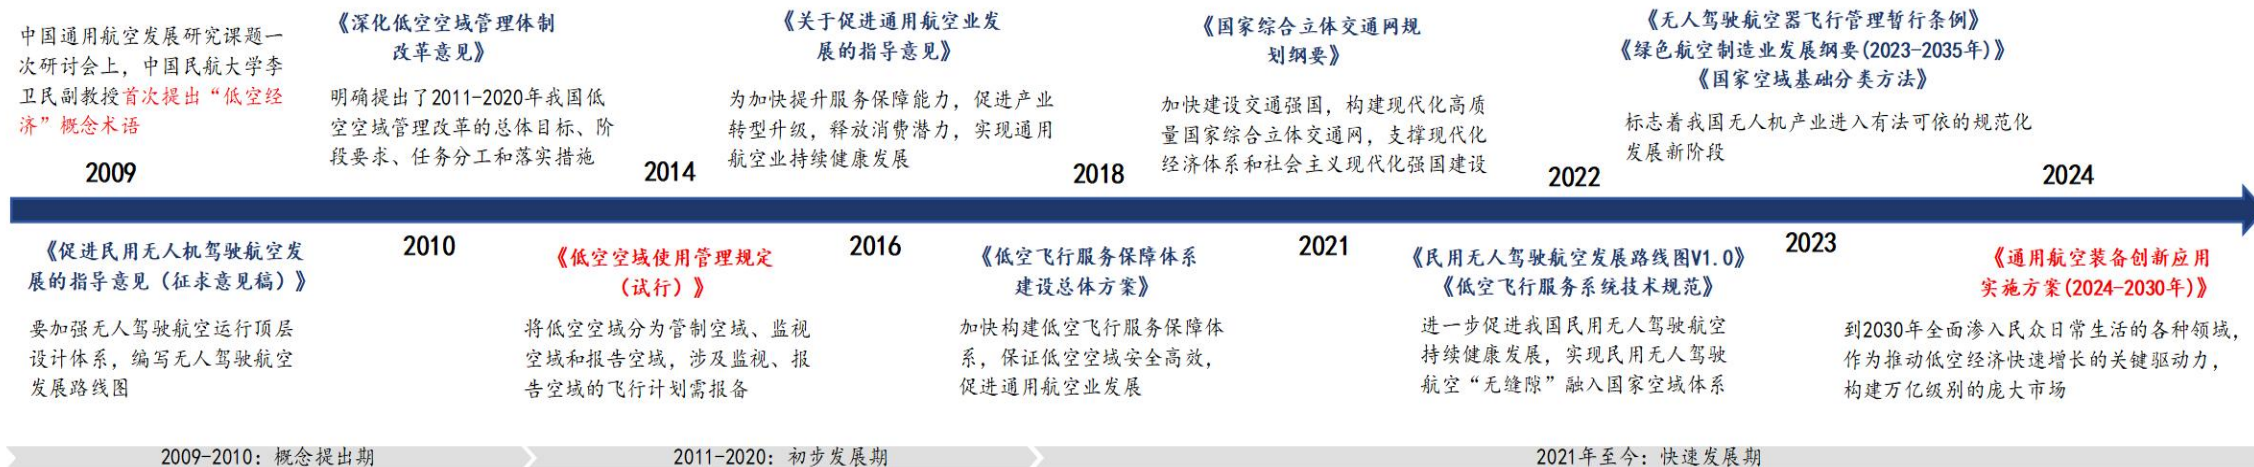 中国通用航空发展研究课题一
次研讨会上，中国民航大学李
卫民副教授首次提出“低空经
济”概念术语
2009
《深化低空空域管理体制
改革意见》
明确提出了2011-2020年我国低
空空域管理改革的总体目标、阶
段要求、任务分工和落实措施
2014
《关于促进通用航空业发
展的指导意见》
为加快提升服务保障能力，促进产业
转型升级，释放消费潜力，实现通用
航空业持续健康发展
2018
《国家综合立体交通网规
划纲要》
加快建设交通强国，构建现代化高质
量国家综合立体交通网，支撑现代化
经济体系和社会主义现代化强国建设
2022
《无人驾驶航空器飞行管理暂行条例》
《绿色航空制造业发展纲要(2023-2035年)》
《国家空域基础分类方法》
标志着我国无人机产业进入有法可依的规范化
发展新阶段
2024
《促进民用无人机驾驶航空发
展的指导意见（征求意见稿）》
要加强无人驾驶航空运行顶层
设计体系，编写无人驾驶航空
发展路线图
2010
《低空空域使用管理规定
（试行）》
将低空空域分为管制空域、监视
空域和报告空域，涉及监视、报
告空域的飞行计划需报备
2016
《低空飞行服务保障体系
建设总体方案》
加快构建低空飞行服务保障体
系，保证低空空域安全高效，
促进通用航空业发展
2021
《民用无人驾驶航空发展路线图V1.0》
《低空飞行服务系统技术规范》
进一步促进我国民用无人驾驶航空
持续健康发展，实现民用无人驾驶
航空“无缝隙”融入国家空域体系
2023
《通用航空装备创新应用
实施方案(2024-2030年)》
到2030年全面渗入民众日常生活的各种领域，
作为推动低空经济快速增长的关键驱动力，
构建万亿级别的庞大市场
2009-2010：概念提出期
2011-2020：初步发展期
2021年至今：快速发展期